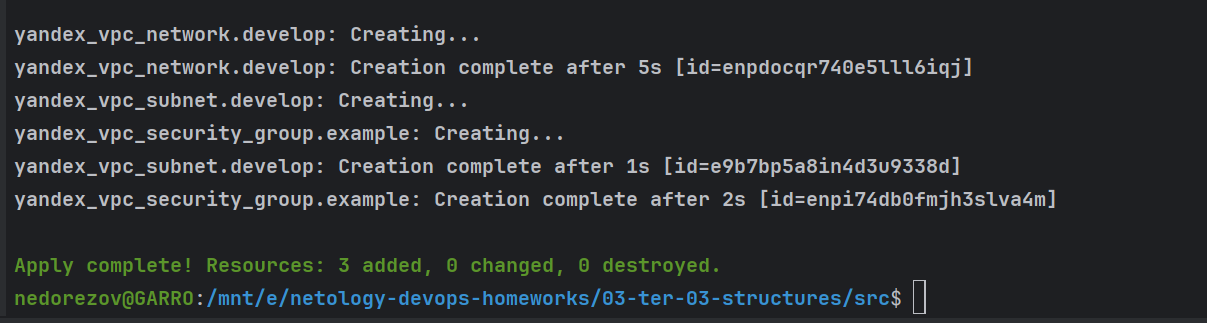 yandex_vpc_network.develop: Creating...
yandex_vpc_network.develop: Creation complete after 5s [id=enpdocqr740e5lll6iqj]
yandex_vpc_subnet.develop: Creating...
yandex_vpc_security_group.example: Creating...
yandex_vpc_subnet.develop: Creation complete after 1s [id=e9b7bp5a8in4d3u9338d]
yandex_vpc_security_group.example: Creation complete after 2s [id=enpi74db0fmjh3slva4m]
Apply complete! Resources: 3 added, 0 changed, 0 destroyed.
nedorezov@GARRO:/mnt/e/netology-devops-homeworks/03-ter-03-structures/src$